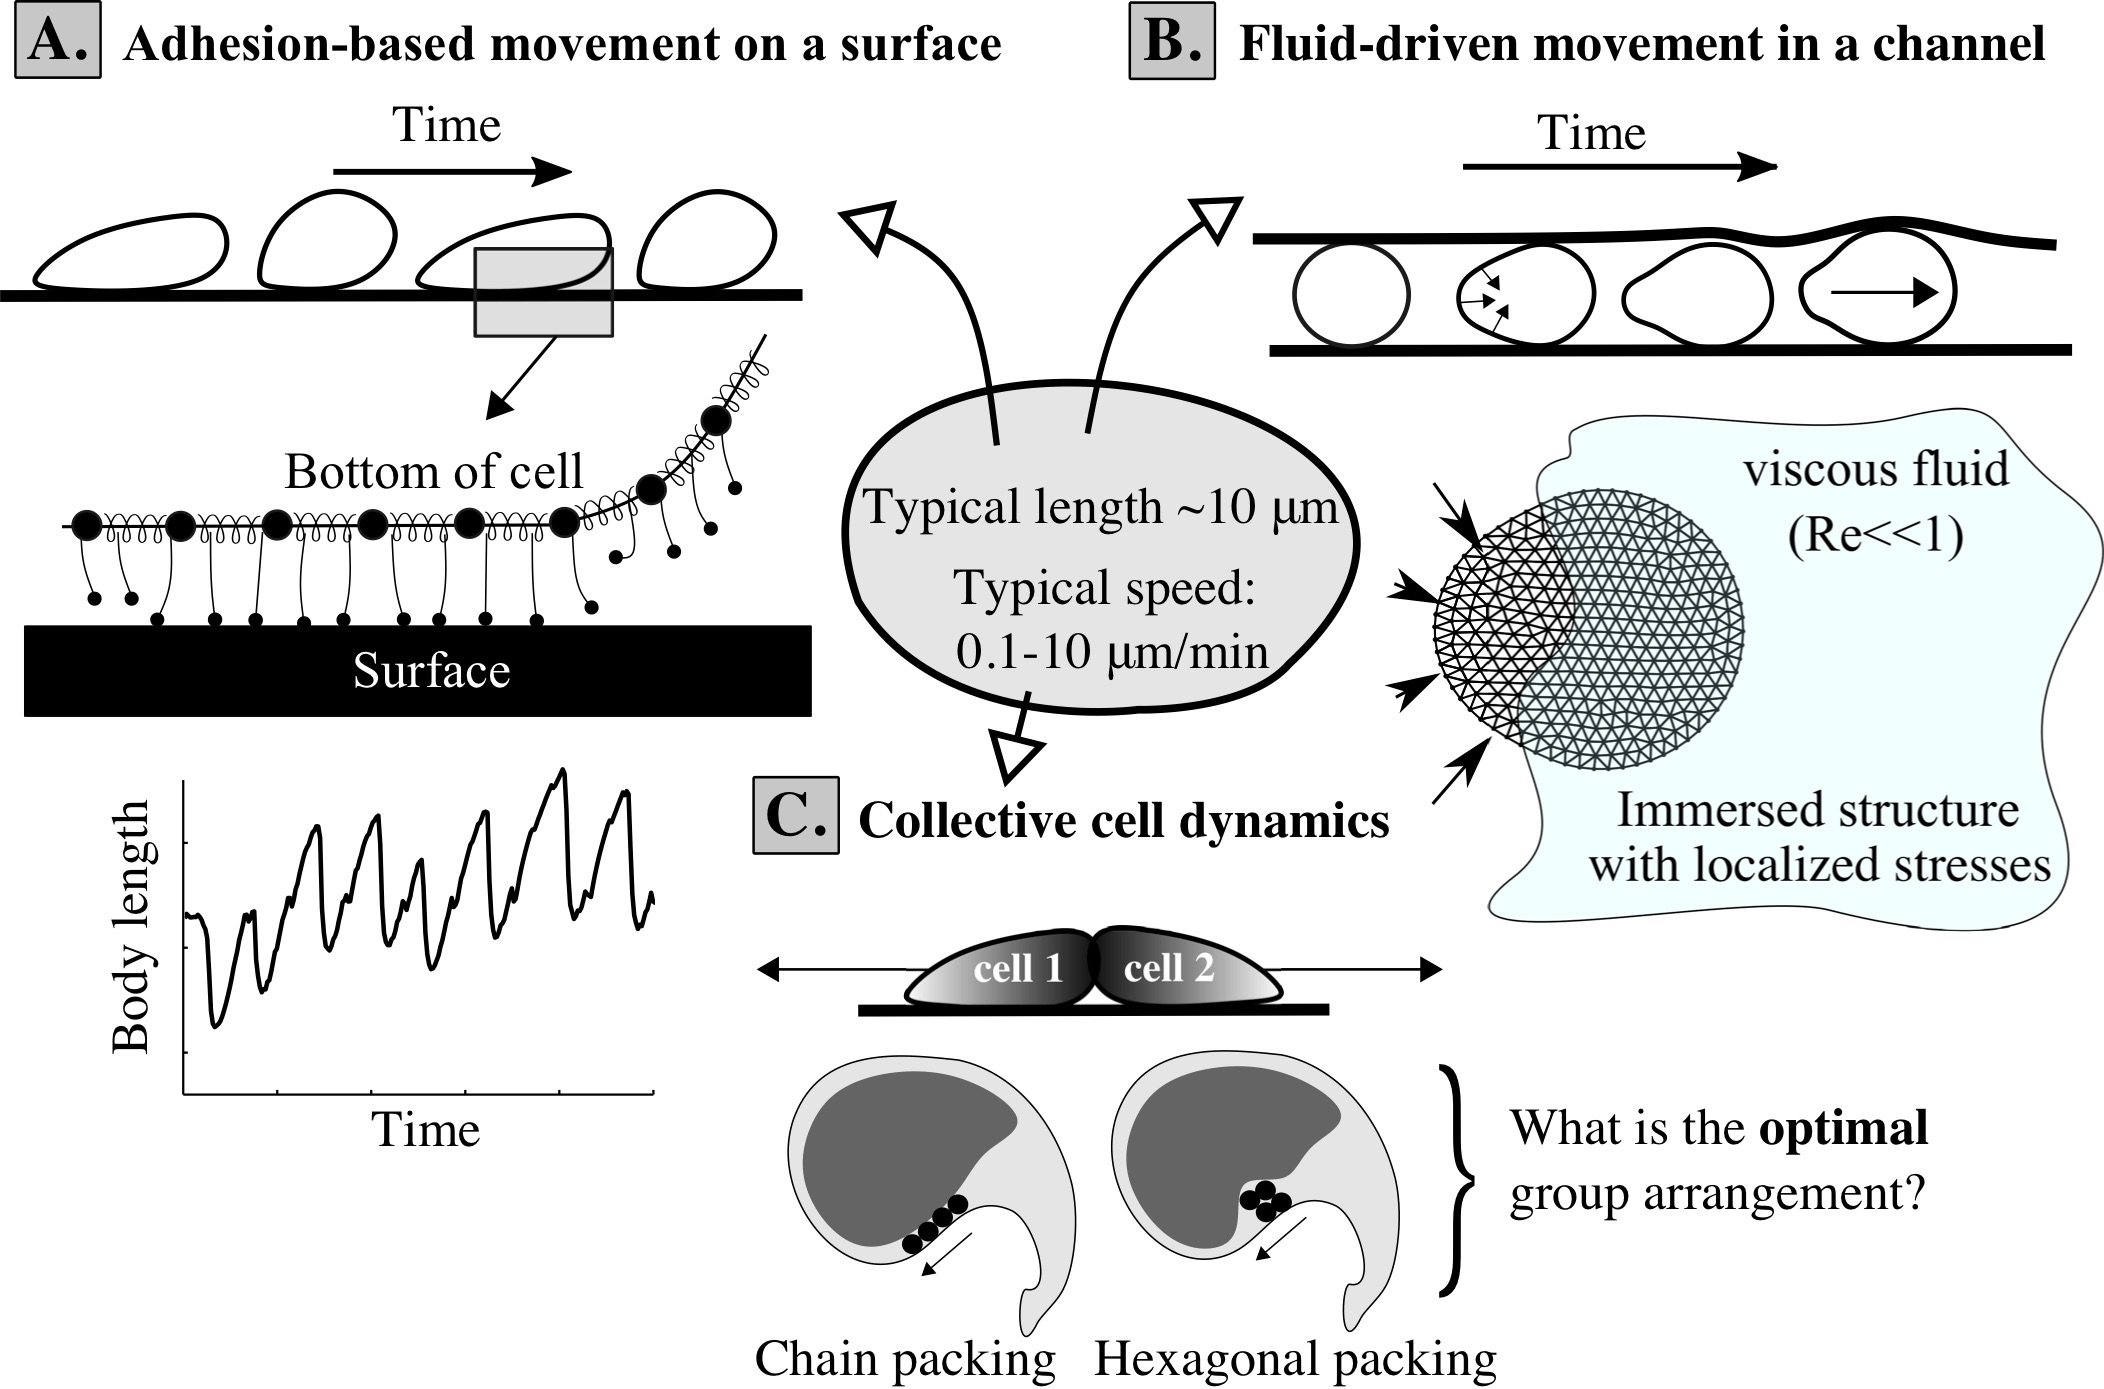 A. Adhesion-based movement on a surface
Time
Bottom of cell
Surface
Body length
Time
B. Fluid-driven movement in a channel
Time
Typical length ~10 μm
Typical speed:
0.1-10 μm/min
viscous fluid
(Re<<1)
Immersed structure
with localized stresses
C. Collective cell dynamics
cell 1
cell 2
Chain packing
Hexagonal packing
What is the optimal
group arrangement?